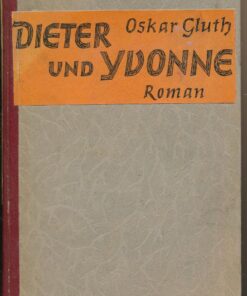 Oskar Gluth
DIETER
UND YVONNE
Roman